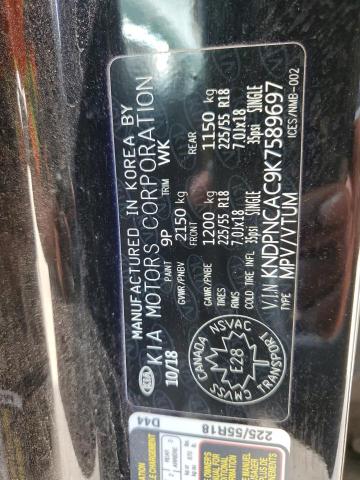 MANUFACTURED IN KOREA BY
KIA MOTORS CORPORATION
10/18 PAINT 9P TRIM WK
GVWR/PNBV 2150 kg
FRONT REAR
GAWR/PNBE 1200 kg 1150 kg
TIRES 225/55 R18 225/55 R18
RIMS 7.0Jx18 7.0Jx18
COLD TIRE INFL 35psi SINGLE 35psi SINGLE
ICES/NMB-002
V/IN KNDPNCAC9K7589697
TYPE MPV/VTUM
KIA
CANADA NSVAC
E28
CMVSS TRANSPORT
D44
225/55R18